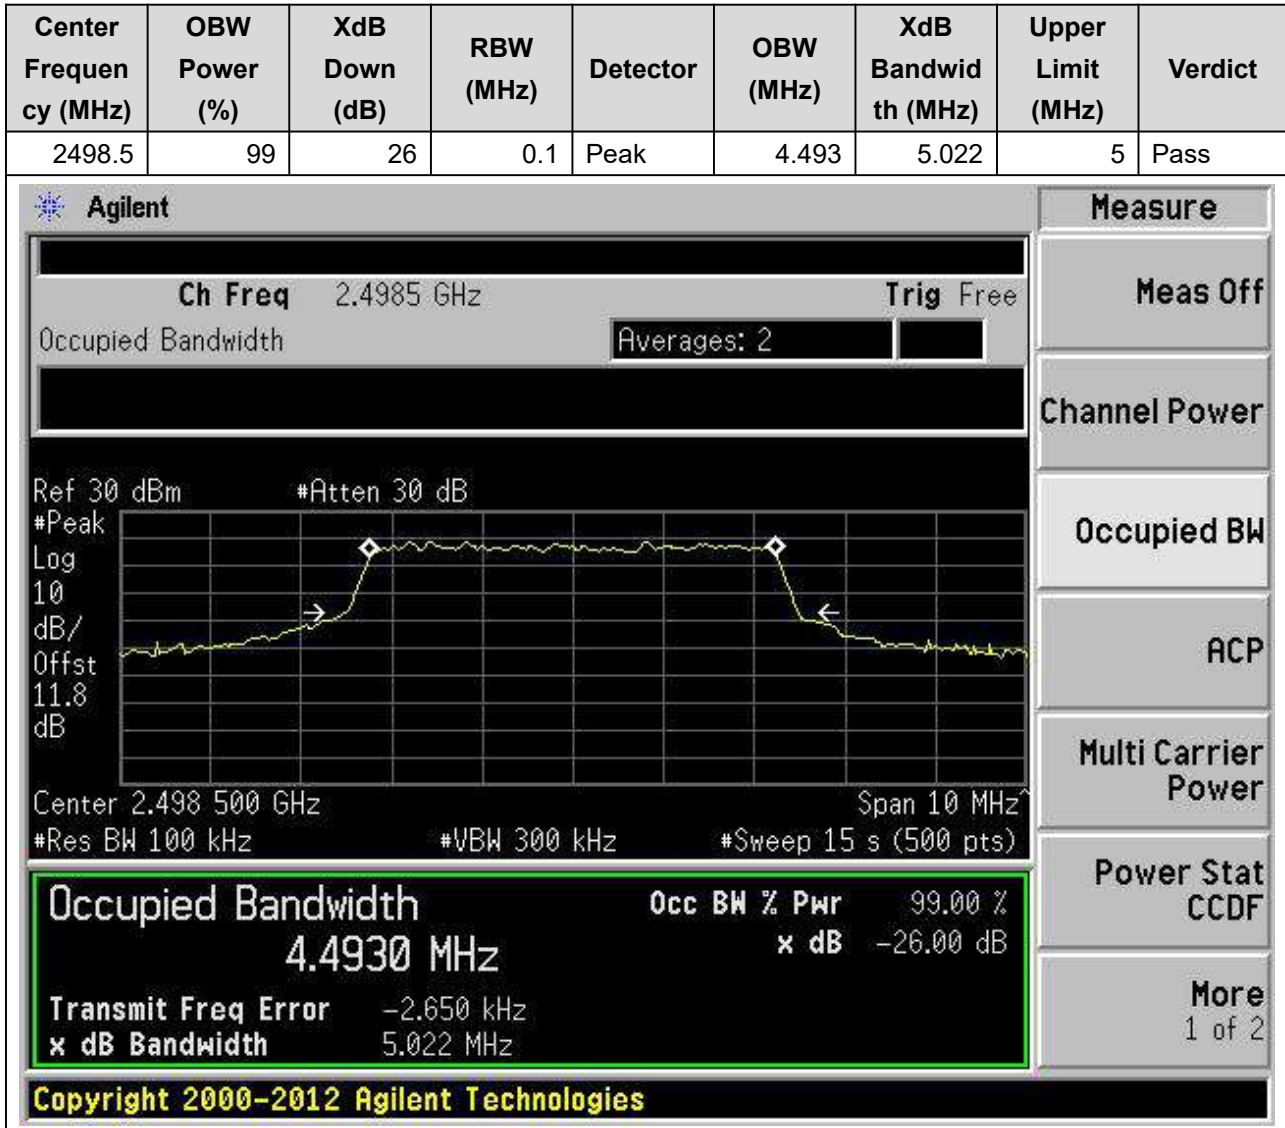 Center Frequen cy (MHz) OBW Power (%) XdB Down (dB) RBW (MHz) Detector OBW (MHz) XdB Bandwid th (MHz) Upper Limit (MHz) Verdict
2498.5 99 26 0.1 Peak 4.493 5.022 5 Pass
Agilent Measure
Ch Freq 2.4985 GHz Trig Free
Meas Off
Occupied Bandwidth Averages: 2
Channel Power
Ref 30 dBm #Atten 30 dB
#Peak
Log
10
dB/
Offst
11.8
dB
Occupied BW
ACP
Multi Carrier
Power
Center 2.498 500 GHz Span 10 MHz^
#Res BW 100 kHz #VBW 300 kHz #Sweep 15 s (500 pts)
Power Stat
CCDF
Occupied Bandwidth Occ BW % Pwr 99.00 %
4.4930 MHz x dB -26.00 dB
Transmit Freq Error -2.650 kHz
x dB Bandwidth 5.022 MHz
More
1 of 2
Copyright 2000-2012 Agilent Technologies